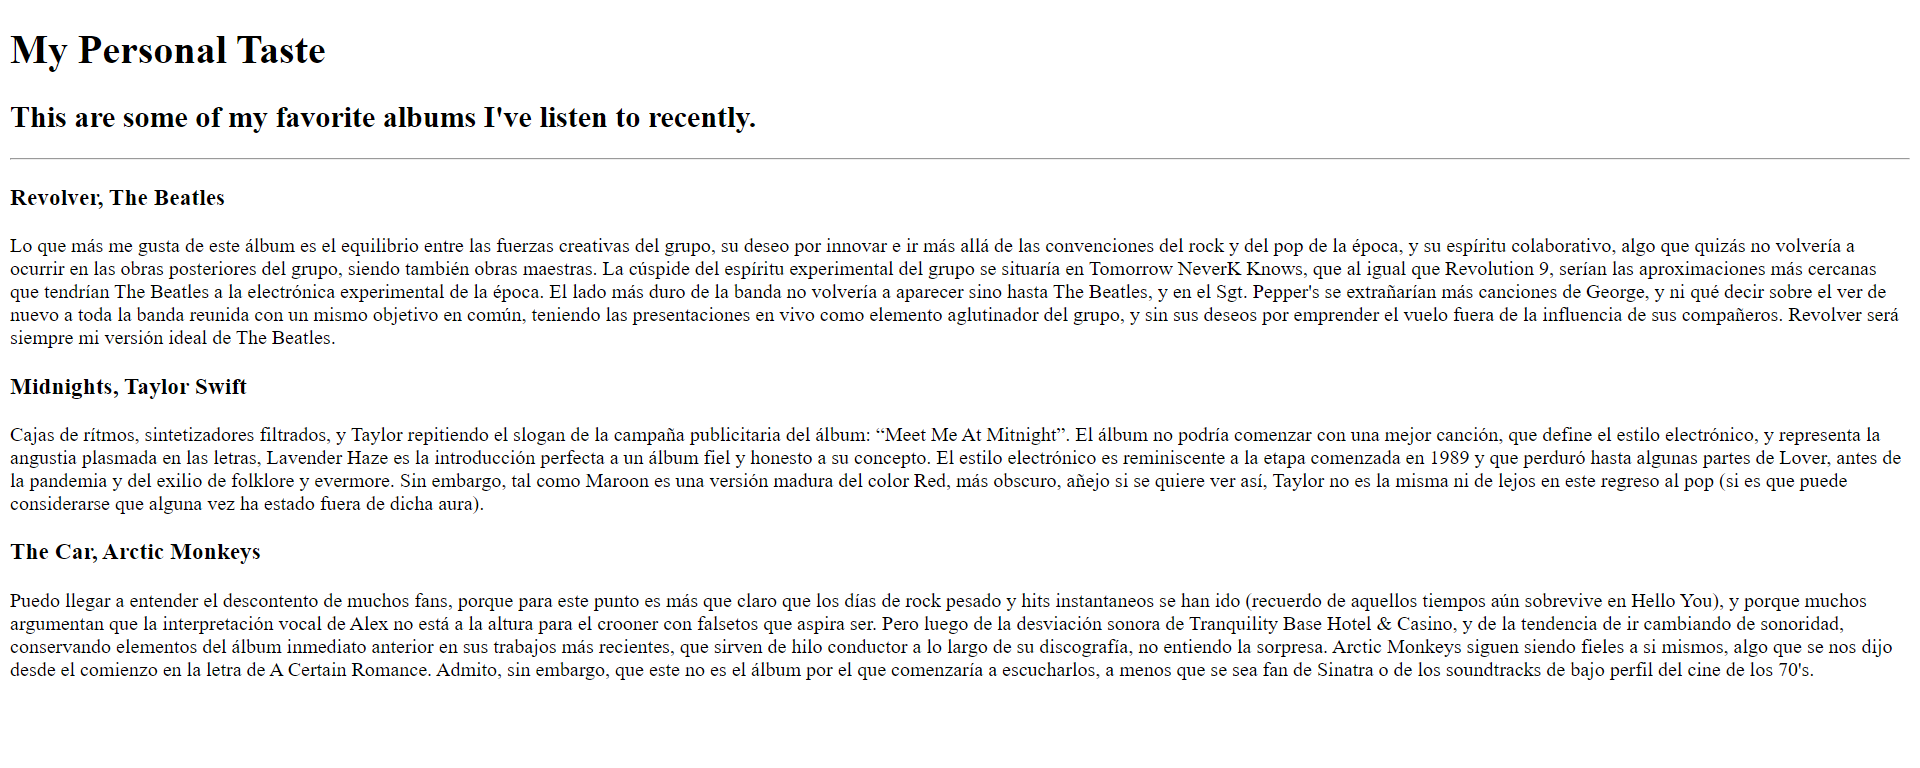 My Personal Taste
This are some of my favorite albums I've listen to recently.
Revolver, The Beatles
Lo que más me gusta de este álbum es el equilibrio entre las fuerzas creativas del grupo, su deseo por innovar e ir más allá de las convenciones del rock y del pop de la época, y su espíritu colaborativo, algo que quizás no volvería a
ocurrir en las obras posteriores del grupo, siendo también obras maestras. La cúspide del espíritu experimental del grupo se situaría en Tomorrow NeverK Knows, que al igual que Revolution 9, serían las aproximaciones más cercanas
que tendrían The Beatles a la electrónica experimental de la época. El lado más duro de la banda no volvería a aparecer sino hasta The Beatles, y en el Sgt. Pepper's se extrañarían más canciones de George, y ni qué decir sobre el ver de
nuevo a toda la banda reunida con un mismo objetivo en común, teniendo las presentaciones en vivo como elemento aglutinador del grupo, y sin sus deseos por emprender el vuelo fuera de la influencia de sus compañeros. Revolver será
siempre mi versión ideal de The Beatles.
Midnights, Taylor Swift
Cajas de rítmos, sintetizadores filtrados, y Taylor repitiendo el slogan de la campaña publicitaria del álbum: “Meet Me At Mitnight”. El álbum no podría comenzar con una mejor canción, que define el estilo electrónico, y representa la
angustia plasmada en las letras, Lavender Haze es la introducción perfecta a un álbum fiel y honesto a su concepto. El estilo electrónico es reminiscente a la etapa comenzada en 1989 y que perduró hasta algunas partes de Lover, antes de
la pandemia y del exilio de folklore y evermore. Sin embargo, tal como Maroon es una versión madura del color Red, más obscuro, añejo si se quiere ver así, Taylor no es la misma ni de lejos en este regreso al pop (si es que puede
considerarse que alguna vez ha estado fuera de dicha aura).
The Car, Arctic Monkeys
Puedo llegar a entender el descontento de muchos fans, porque para este punto es más que claro que los días de rock pesado y hits instantaneos se han ido (recuerdo de aquellos tiempos aún sobrevive en Hello You), y porque muchos
argumentan que la interpretación vocal de Alex no está a la altura para el crooner con falsetos que aspira ser. Pero luego de la desviación sonora de Tranquility Base Hotel & Casino, y de la tendencia de ir cambiando de sonoridad,
conservando elementos del álbum inmediato anterior en sus trabajos más recientes, que sirven de hilo conductor a lo largo de su discografía, no entiendo la sorpresa. Arctic Monkeys siguen siendo fieles a si mismos, algo que se nos dijo
desde el comienzo en la letra de A Certain Romance. Admito, sin embargo, que este no es el álbum por el que comenzaría a escucharlos, a menos que se sea fan de Sinatra o de los soundtracks de bajo perfil del cine de los 70's.